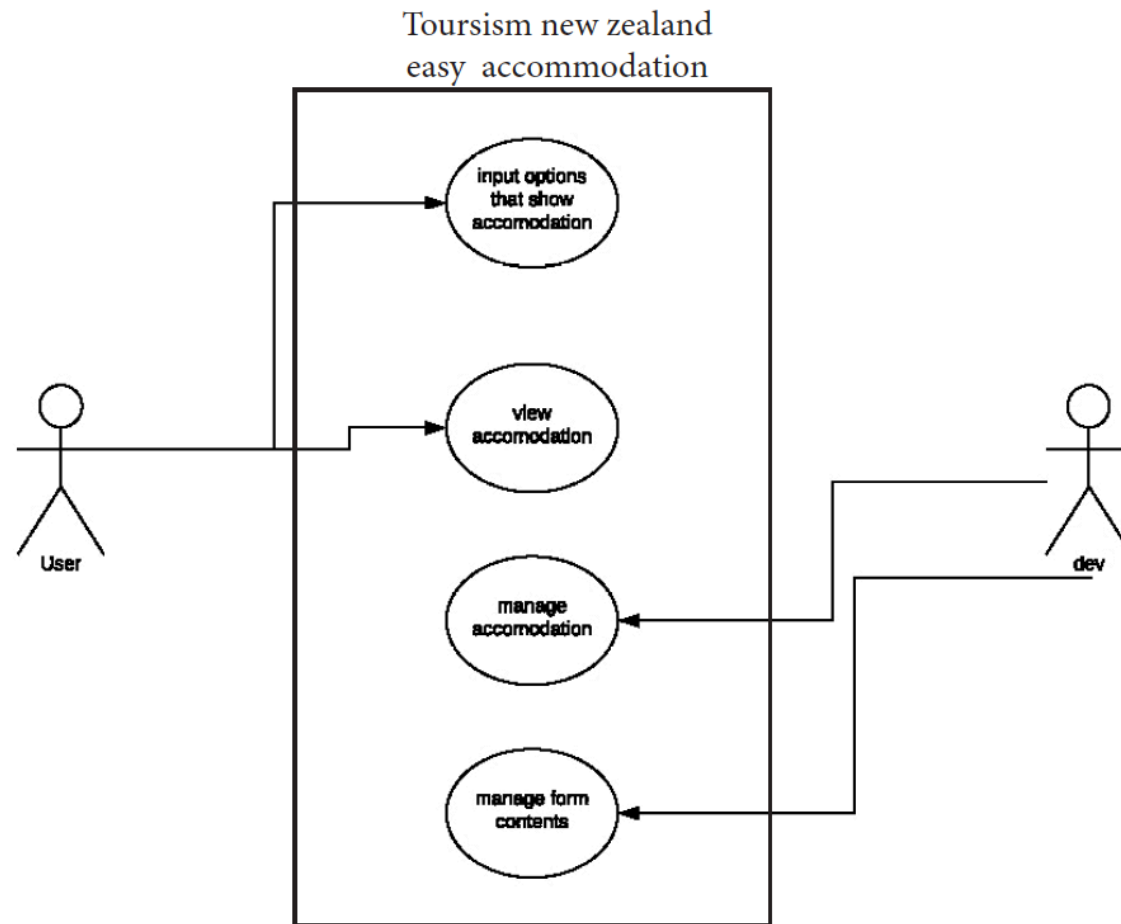 Toursism new zealand
easy accommodation
input options
that show
accomodation
view
accomodation
User
dev
manage
accomodation
manage form
contents